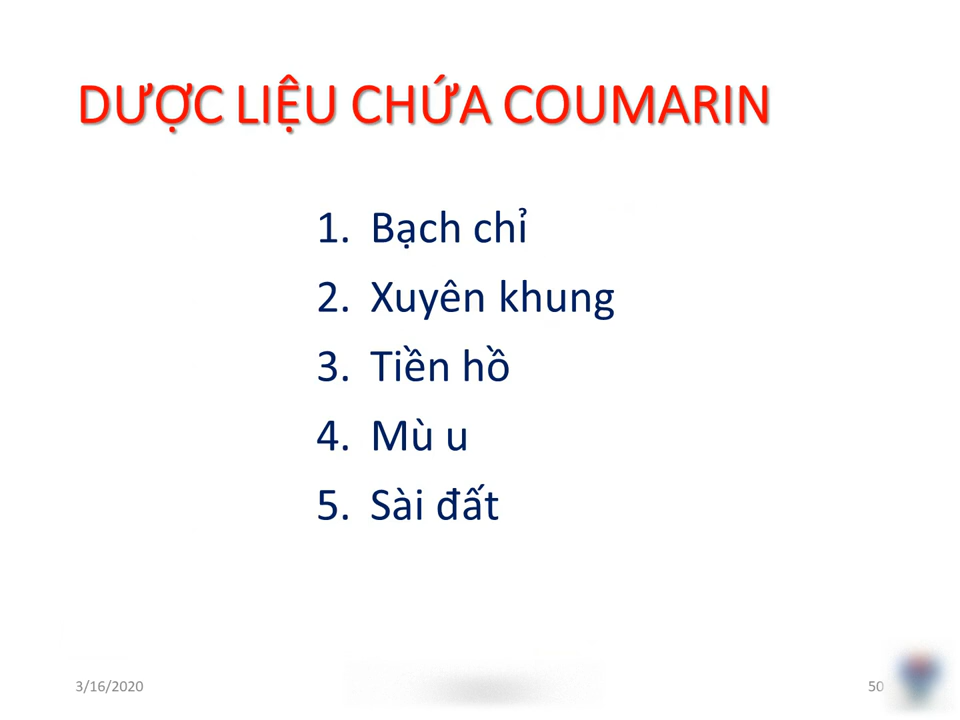 DƯỢC LIỆU CHỨA COUMARIN
1. Bạch chỉ
2. Xuyên khung
3. Tiền hồ
4. Mù u
5. Sài đất
3/16/2020
50